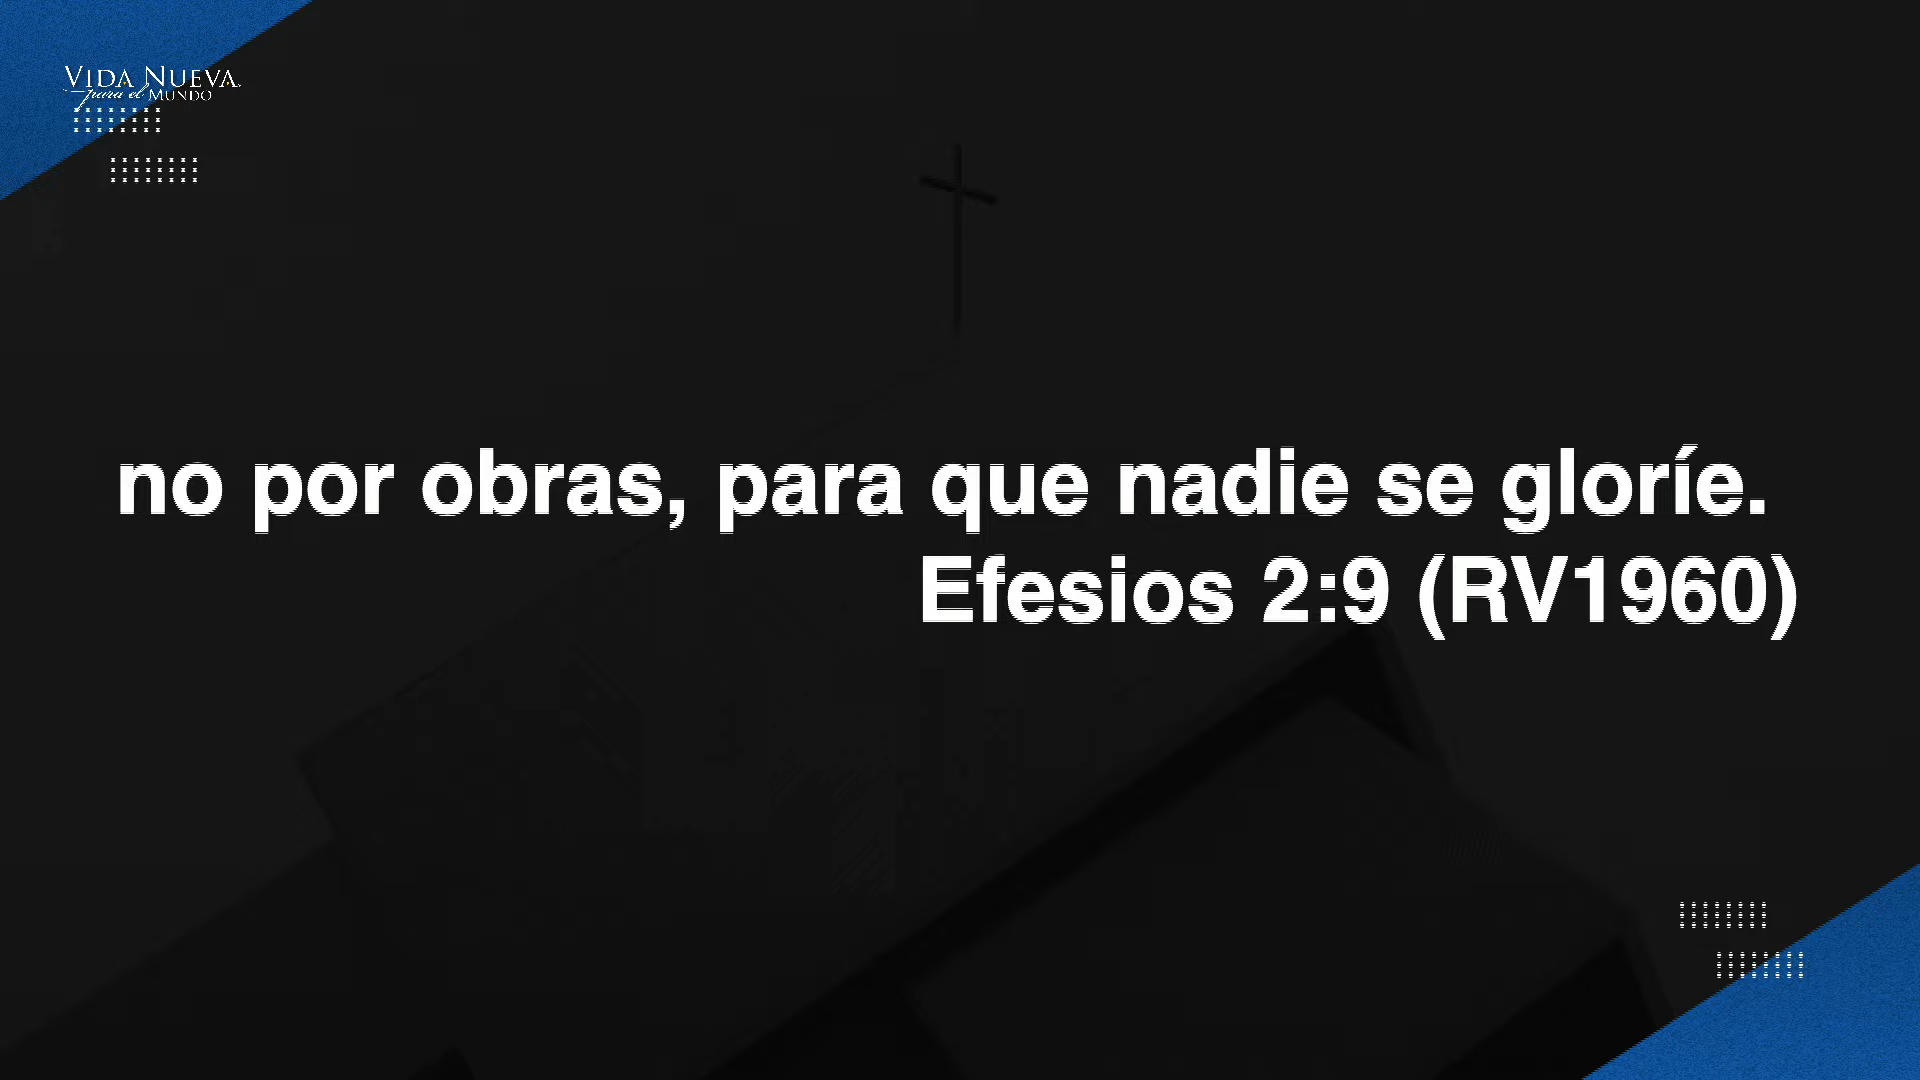 VIDA NUEVA
para el MUNDO
no por obras, para que nadie se gloríe.
Efesios 2:9 (RV1960)